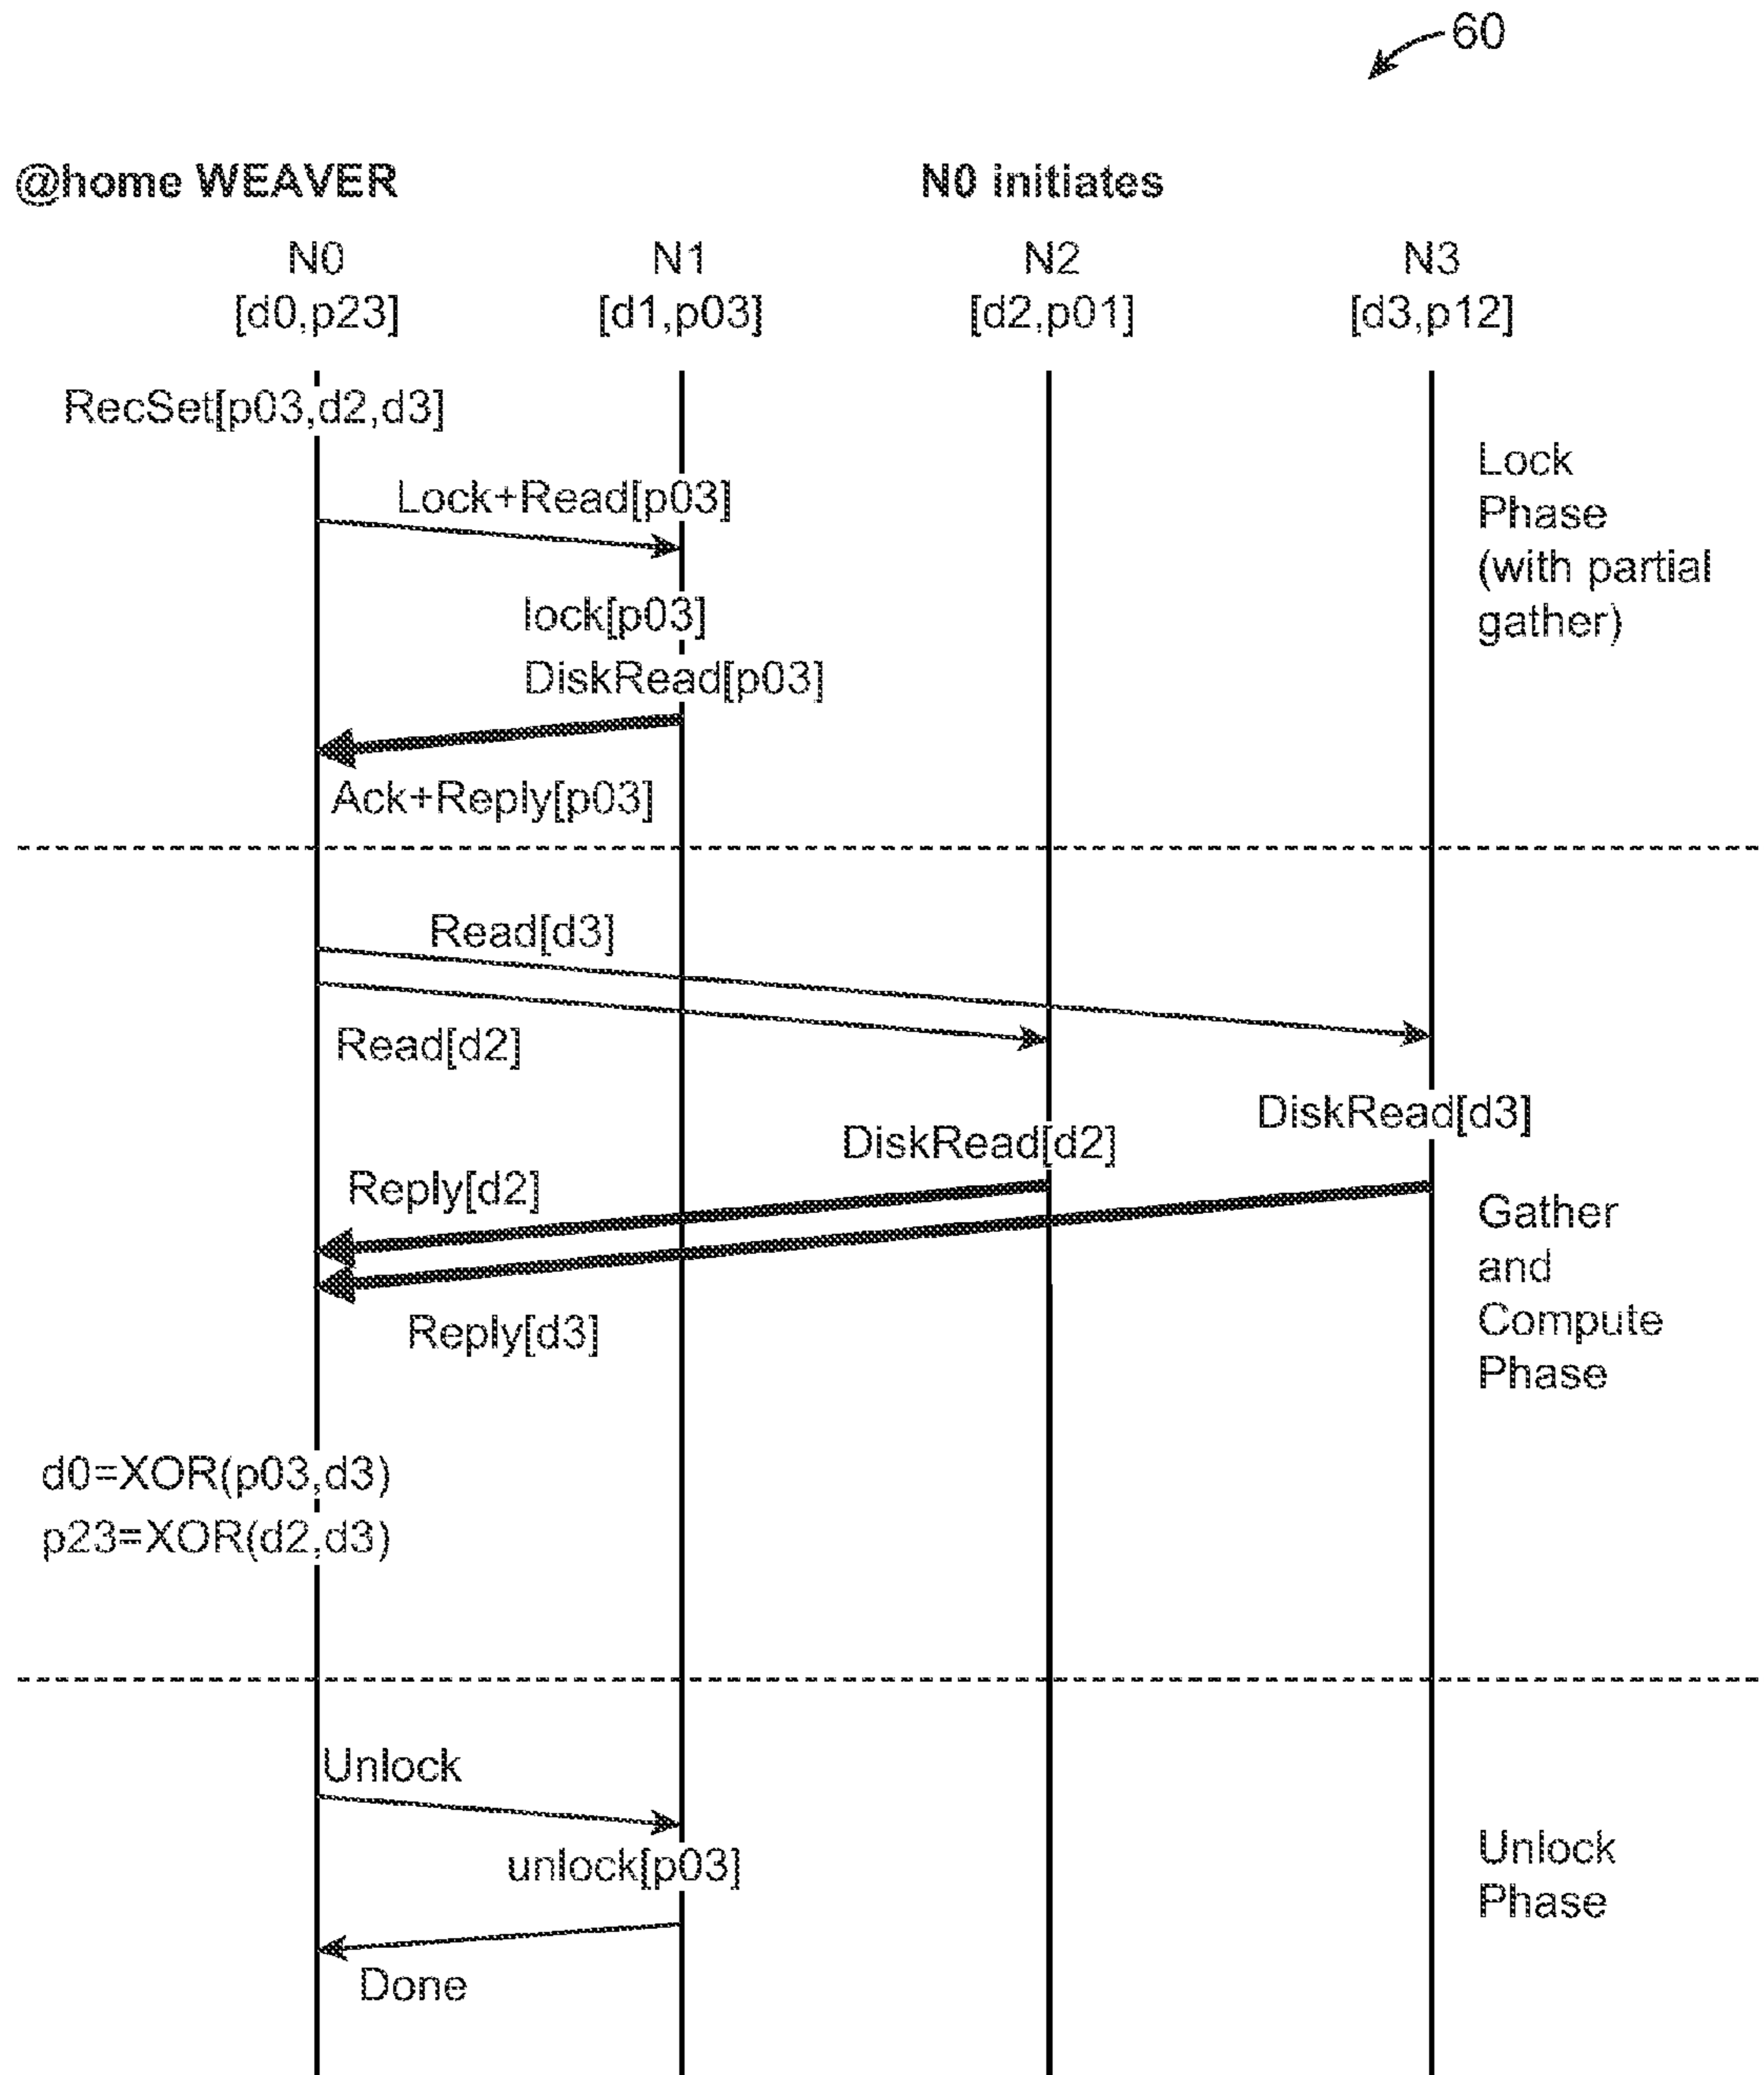 60
@home WEAVER
N0 initiates
N0
N1
N2
N3
[d0,p23]
[d1,p03]
[d2,p01]
[d3,p12]
RecSet[p03,d2,d3]
Lock
Phase
(with partial
gather)
Lock+Read[p03]
lock[p03]
DiskRead[p03]
Ack+Reply[p03]
Read[d3]
Read[d2]
DiskRead[d3]
DiskRead[d2]
Reply[d2]
Reply[d3]
Gather
and
Compute
Phase
d0=XOR(p03,d3)
p23=XOR(d2,d3)
Unlock
unlock[p03]
Done
Unlock
Phase